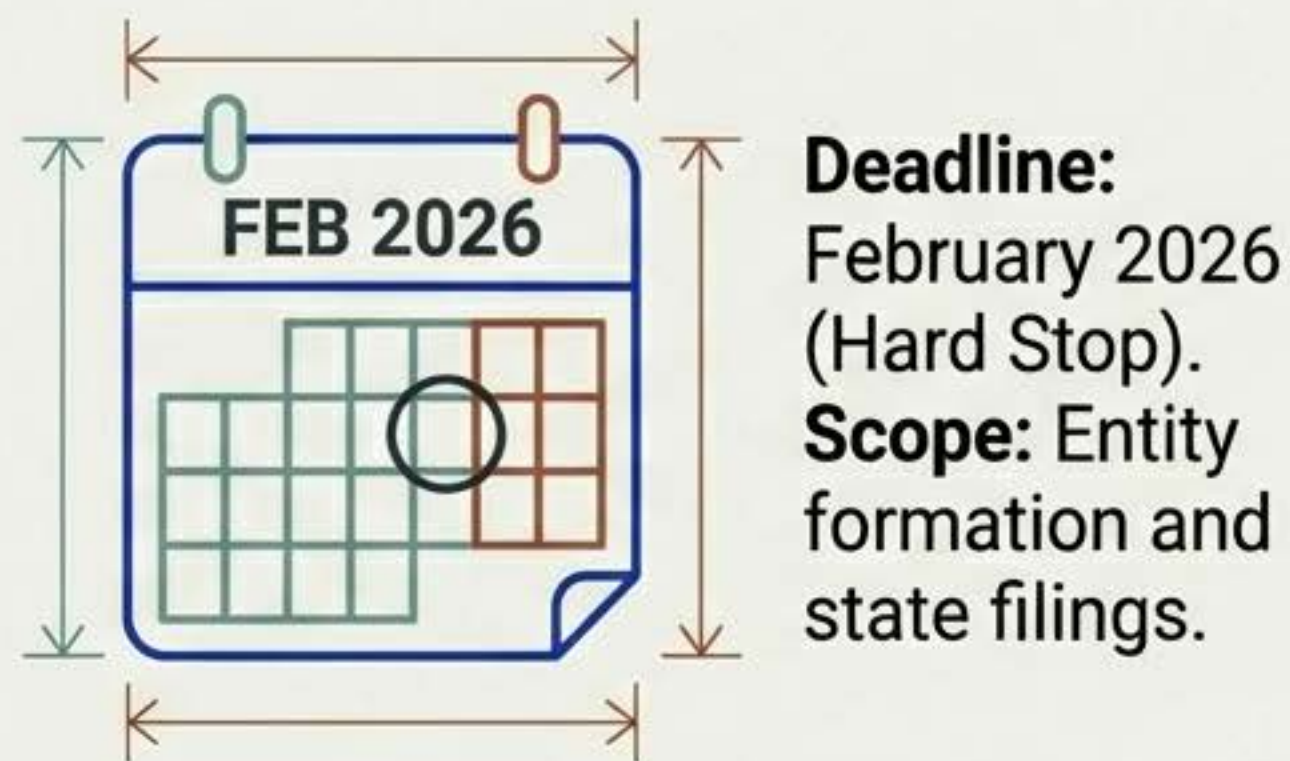 FEB 2026
Deadline:
February 2026
(Hard Stop).
Scope: Entity
formation and
state filings.